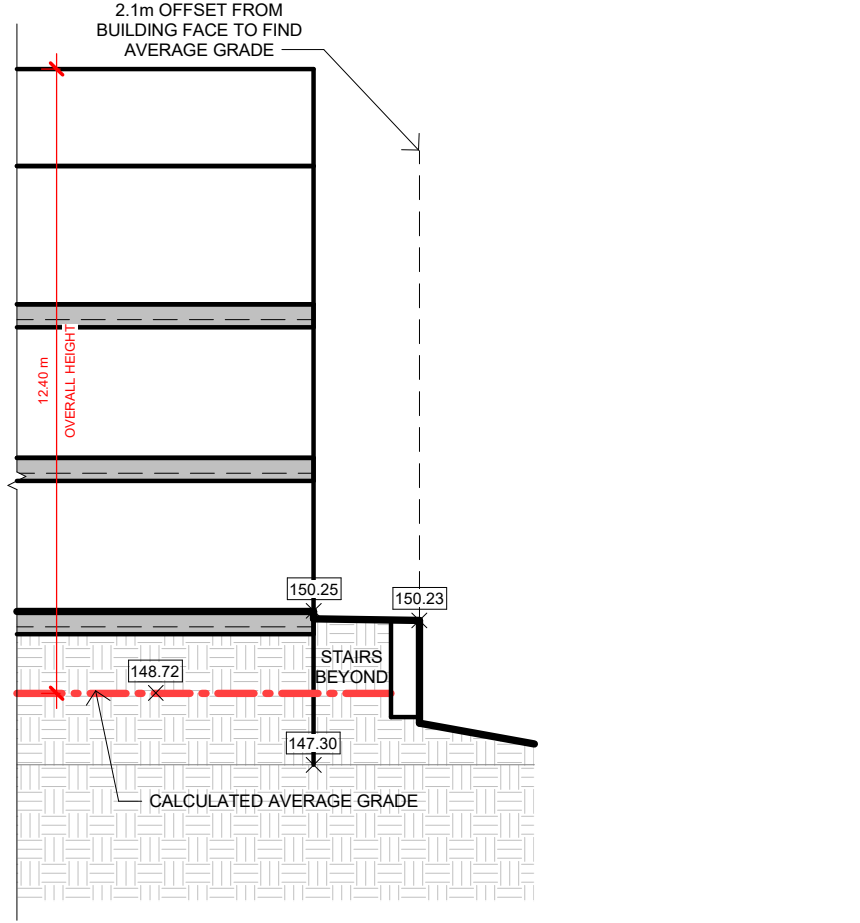 2.1m OFFSET FROM
BUILDING FACE TO FIND
AVERAGE GRADE
12.40 m
OVERALL HEIGHT
150.25
150.23
STAIRS
BEYOND
148.72
147.30
CALCULATED AVERAGE GRADE